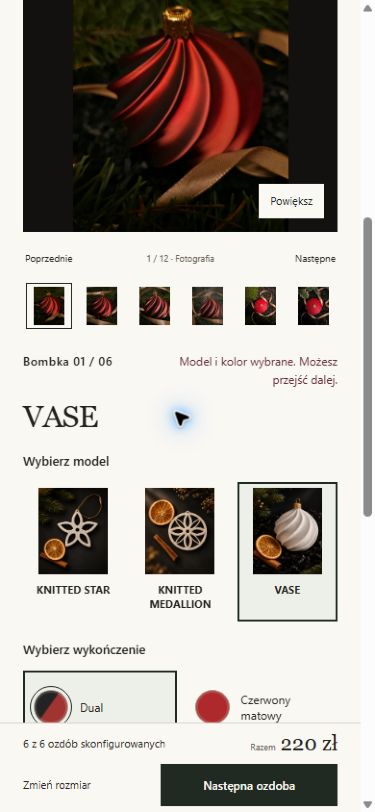 Powiększ
Poprzednie
1 / 12 · Fotografia
Następne
Bombka 01 / 06
Model i kolor wybrane. Możesz
przejść dalej.
VASE
Wybierz model
KNITTED STAR
KNITTED
MEDALLION
VASE
Wybierz wykończenie
Dual
Czerwony
matowy
6 z 6 ozdób skonfigurowanych
Razem 220 zł
Zmień rozmiar
Następna ozdoba